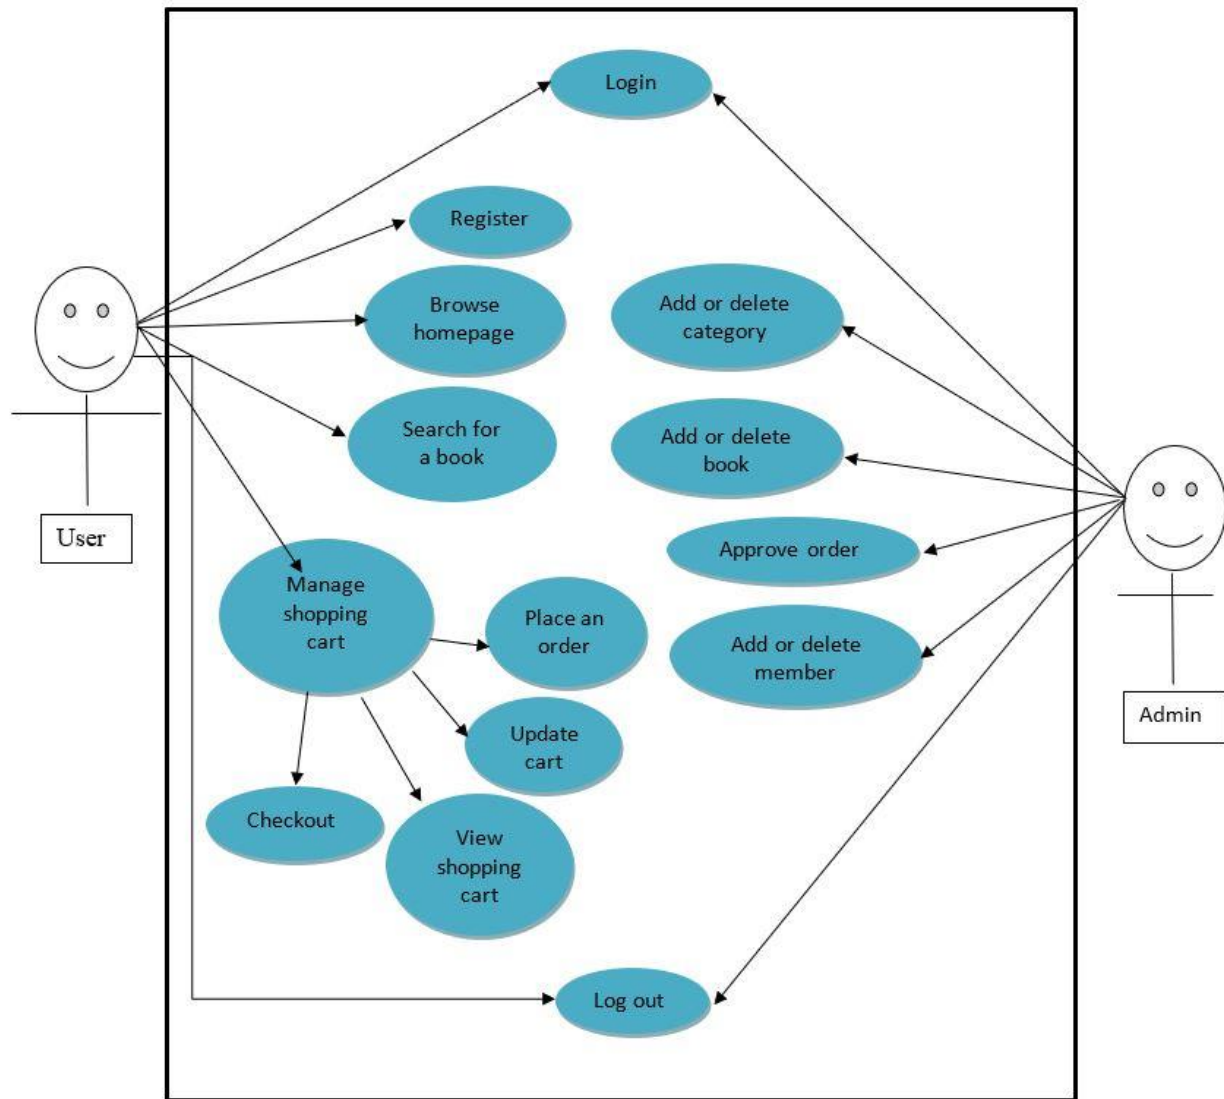 Login
Register
Browse
homepage
Add or delete
category
Search for
a book
Add or delete
book
User
Approve order
Manage
shopping
cart
Place an
order
Add or delete
member
Admin
Update
cart
Checkout
View
shopping
cart
Log out